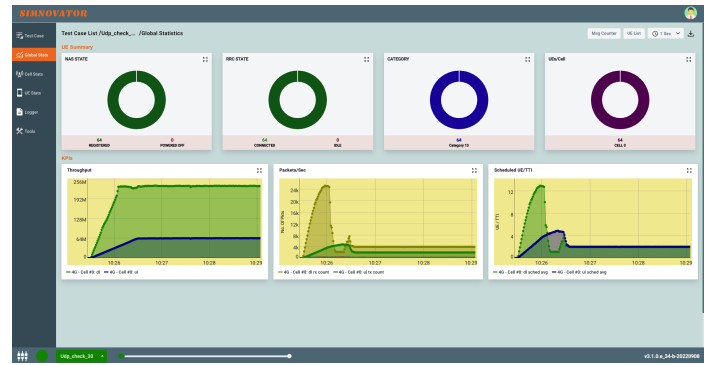 SIMNOVATOR
Test Case
Global Stats
Cell Stats
UE Stats
Logger
Tools
Test Case List /Udp_check_... /Global Statistics
Msg Counter UE List 1 Sec
UE Summary
NAS STATE
64 0
REGISTERED POWERED OFF
RRC STATE
64 0
CONNECTED IDLE
CATEGORY
64
Category 15
UEs/Cell
64
CELL 0
KPIs
Throughput
256M
192M
128M
64M
0
10:26 10:27 10:28 10:29
4G - Cell #0: dl 4G - Cell #0: ul
Packets/Sec
No. Of Pkts
24k
20k
16k
12k
8k
4k
0
10:26 10:27 10:28 10:29
4G - Cell #0: dl rx count 4G - Cell #0: ul tx count
Scheduled UE/TTI
UE / TTI
12
8
4
0
10:26 10:27 10:28 10:29
4G - Cell #0: dl sched avg 4G - Cell #0: ul sched avg
Udp_check_30
v3.1.0.e_34-b-20220908